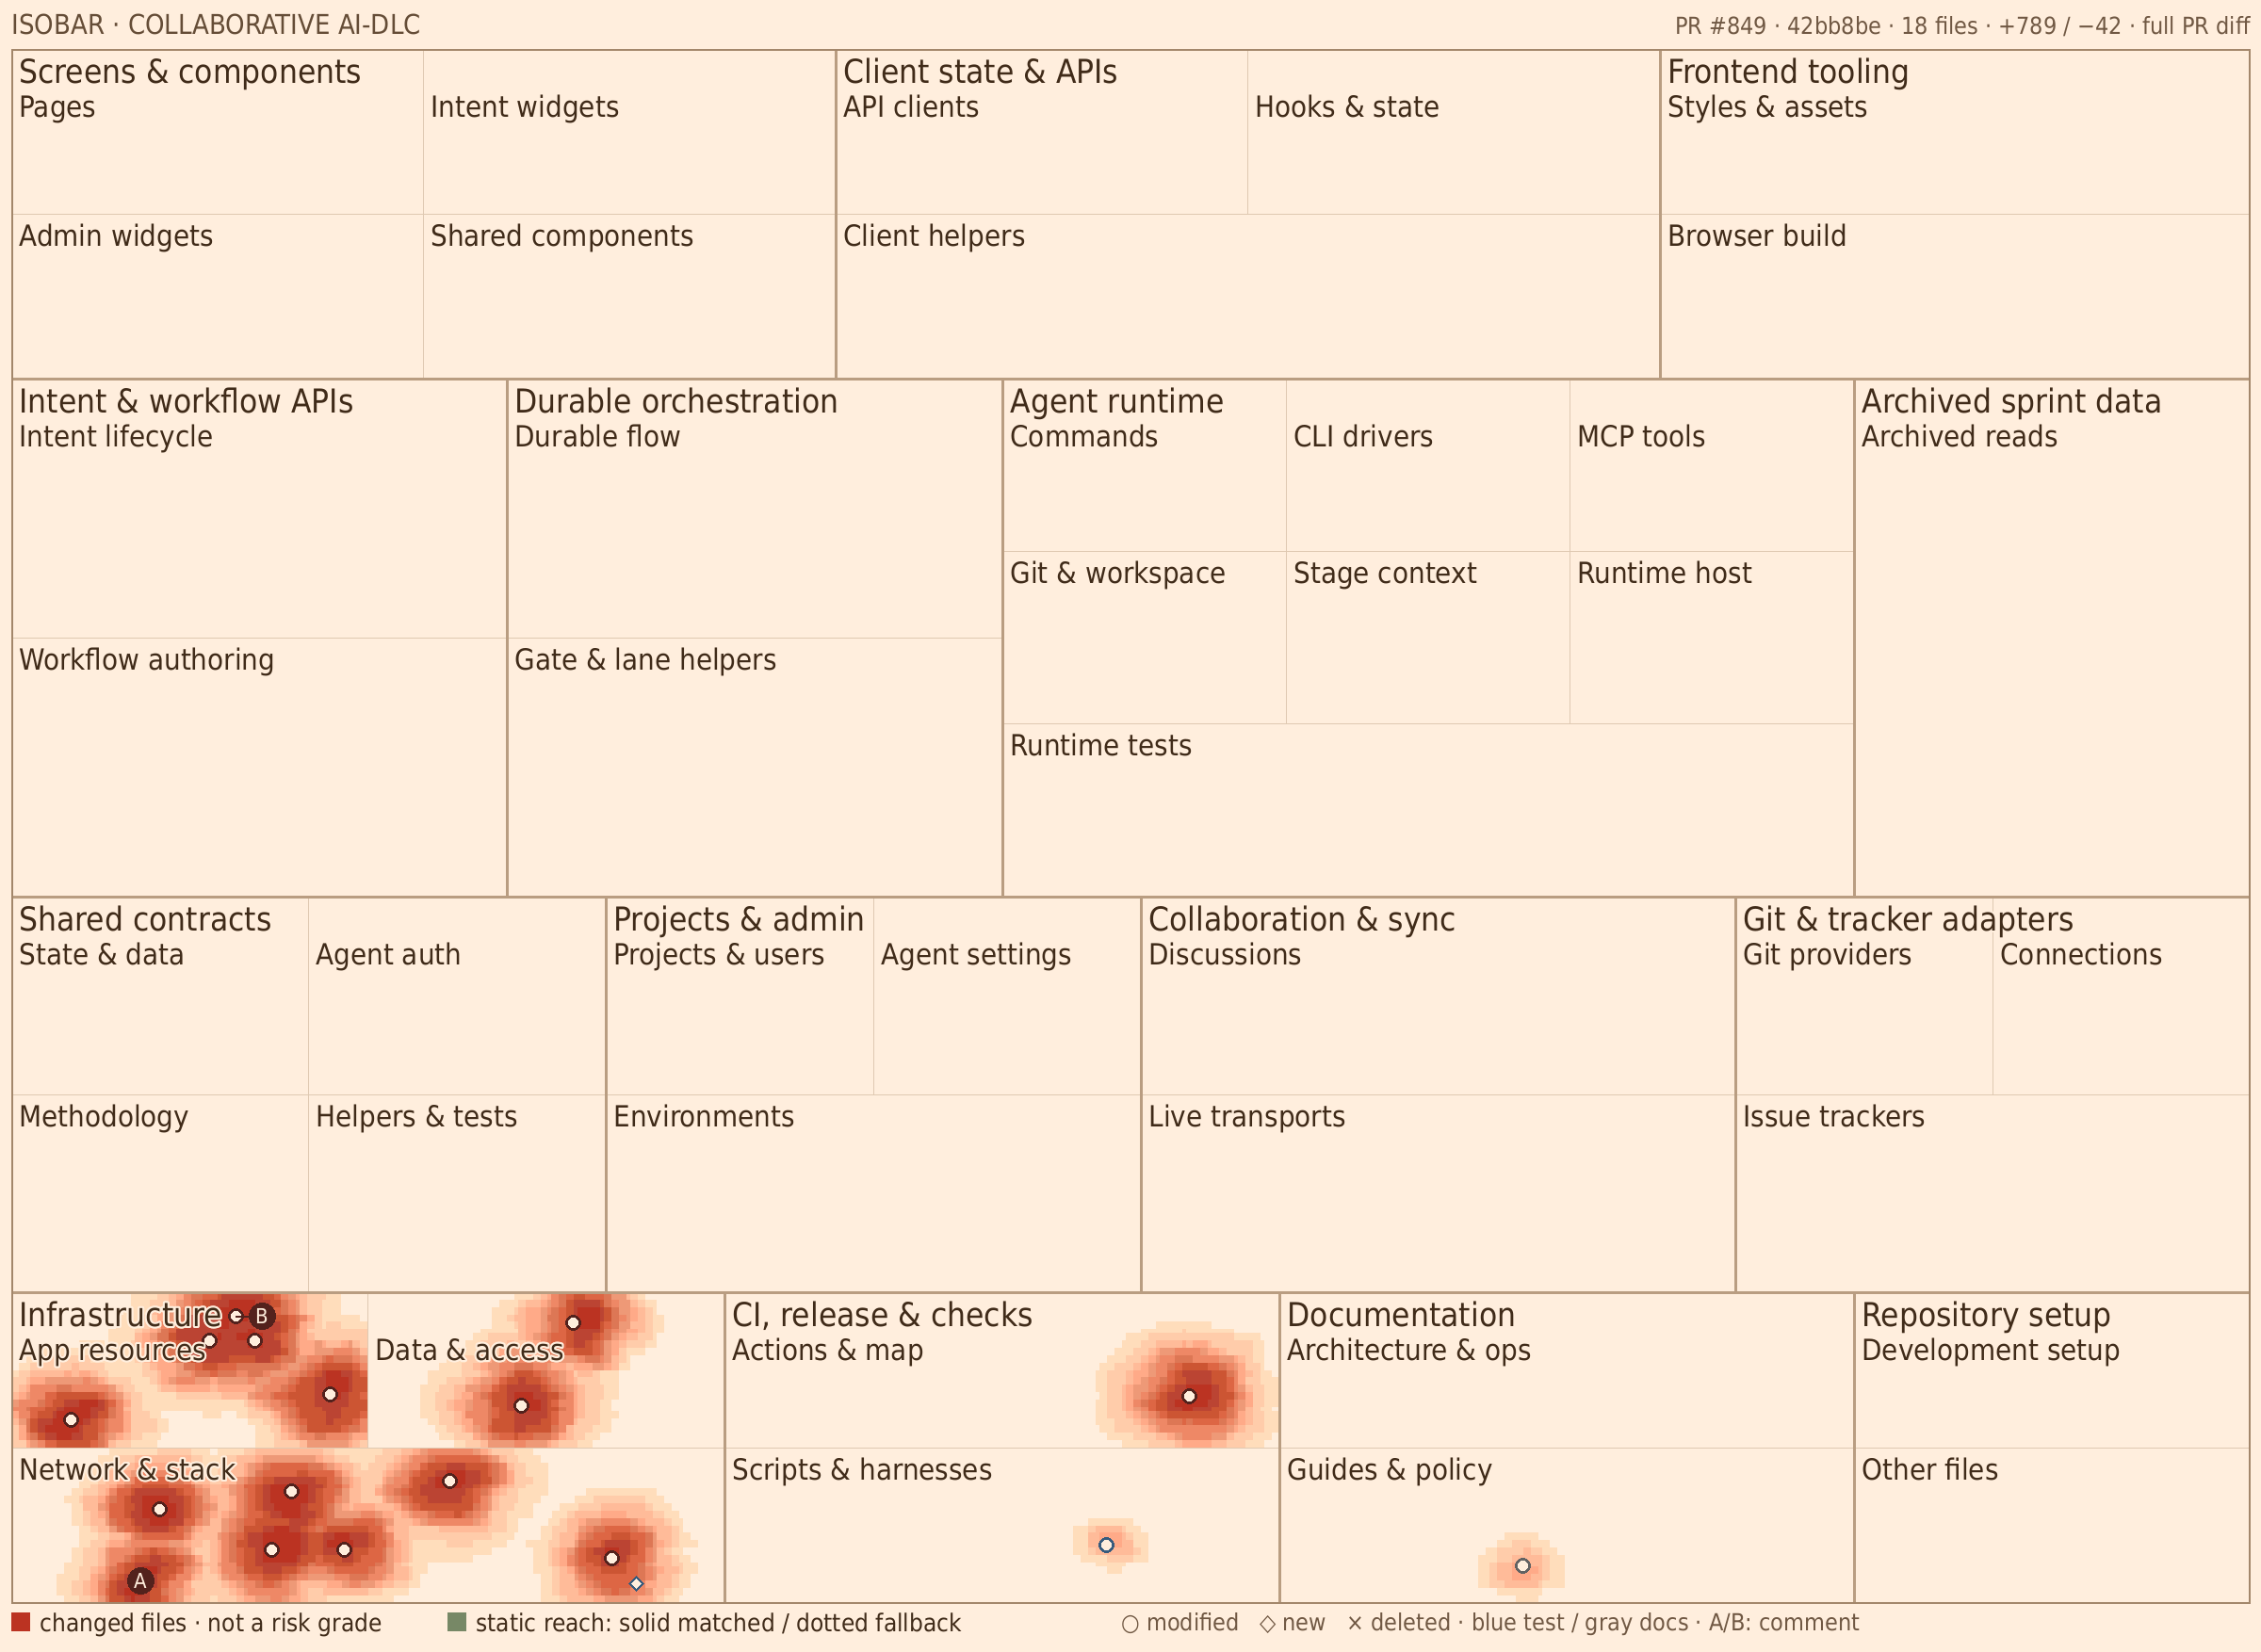 ISOBAR · COLLABORATIVE AI-DLC
PR #849 · 42bb8be · 18 files · +789 / −42 · full PR diff
Screens & components
Pages
Intent widgets
Client state & APIs
API clients
Hooks & state
Frontend tooling
Styles & assets
Admin widgets
Shared components
Client helpers
Browser build
Intent & workflow APIs
Intent lifecycle
Durable orchestration
Durable flow
Agent runtime
Commands
CLI drivers
MCP tools
Archived sprint data
Archived reads
Git & workspace
Stage context
Runtime host
Workflow authoring
Gate & lane helpers
Runtime tests
Shared contracts
State & data
Agent auth
Projects & admin
Projects & users
Agent settings
Collaboration & sync
Discussions
Git & tracker adapters
Git providers
Connections
Methodology
Helpers & tests
Environments
Live transports
Issue trackers
Infrastructure
B
App resources
Data & access
CI, release & checks
Actions & map
Documentation
Architecture & ops
Repository setup
Development setup
Network & stack
A
Scripts & harnesses
Guides & policy
Other files
changed files · not a risk grade
static reach: solid matched / dotted fallback
○ modified ◇ new × deleted · blue test / gray docs · A/B: comment